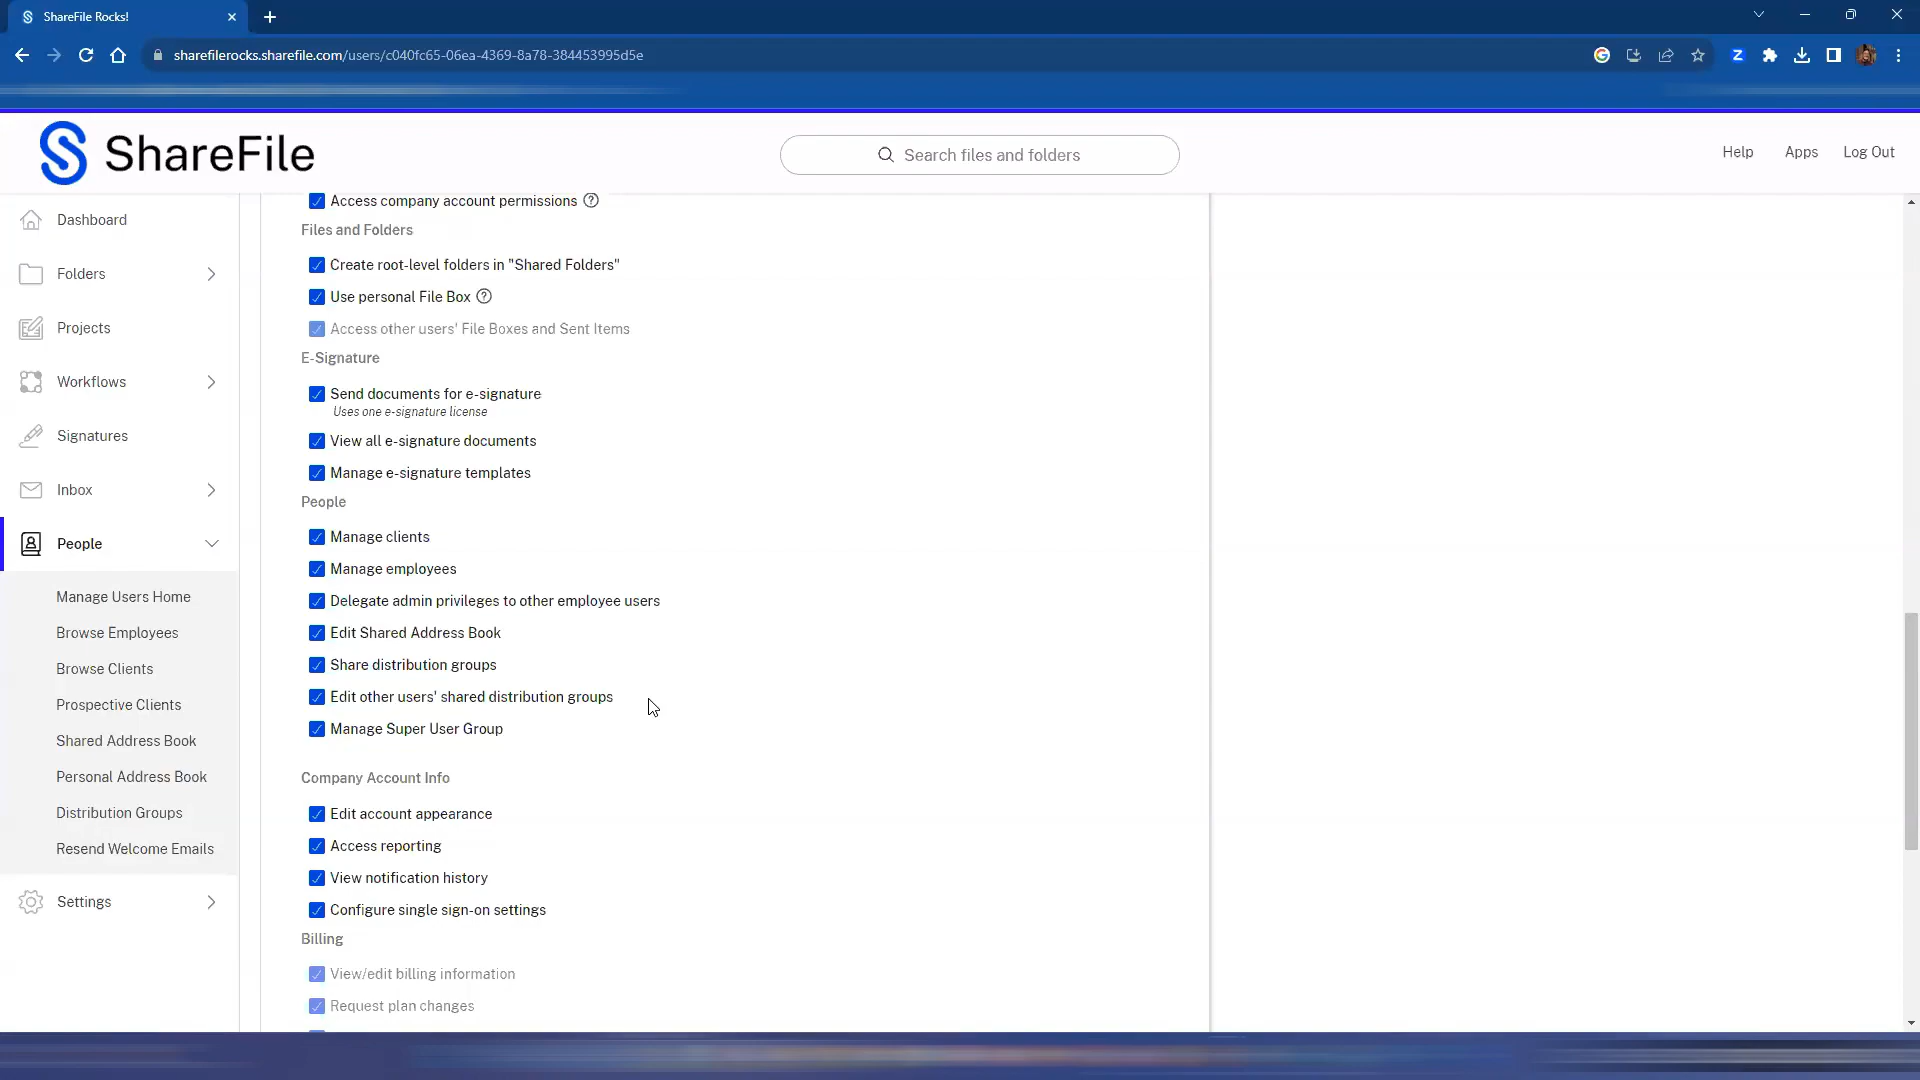 ShareFile Rocks!
sharefilerocks.sharefile.com/users/c040fc65-06ea-4369-8a78-384453995d5e
ShareFile
Search files and folders
Help
Apps
Log Out
Dashboard
Folders
Projects
Workflows
Signatures
Inbox
People
Manage Users Home
Browse Employees
Browse Clients
Prospective Clients
Shared Address Book
Personal Address Book
Distribution Groups
Resend Welcome Emails
Settings
Access company account permissions
Files and Folders
Create root-level folders in "Shared Folders"
Use personal File Box
Access other users' File Boxes and Sent Items
E-Signature
Send documents for e-signature
Uses one e-signature license
View all e-signature documents
Manage e-signature templates
People
Manage clients
Manage employees
Delegate admin privileges to other employee users
Edit Shared Address Book
Share distribution groups
Edit other users' shared distribution groups
Manage Super User Group
Company Account Info
Edit account appearance
Access reporting
View notification history
Configure single sign-on settings
Billing
View/edit billing information
Request plan changes